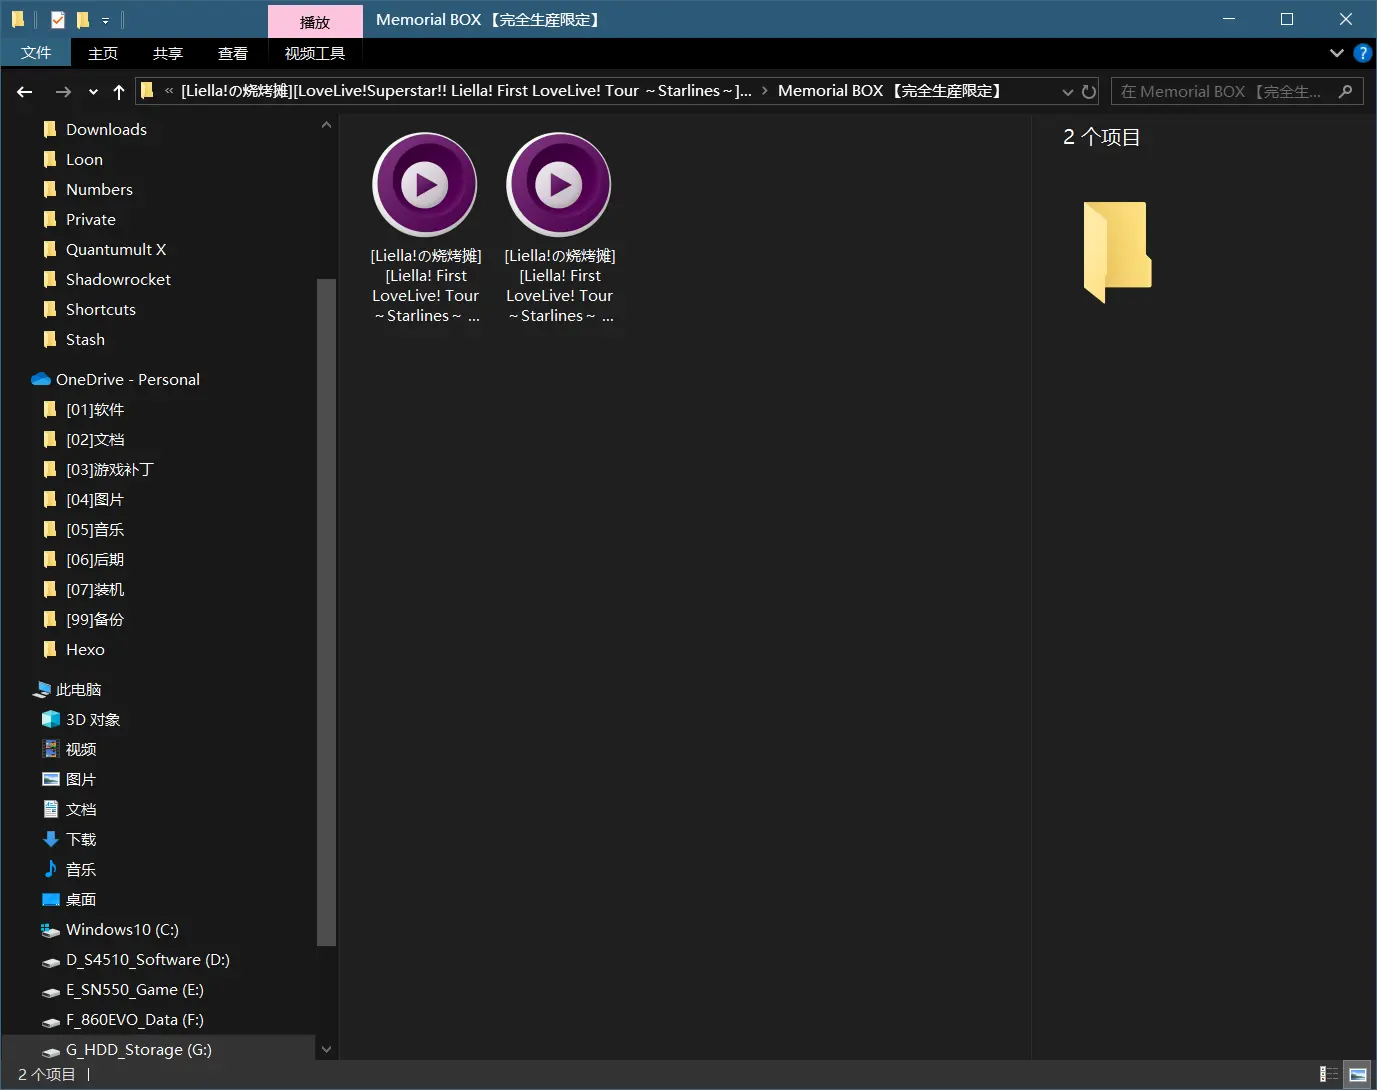 播放
Memorial BOX 【完全生産限定】
文件
主页
共享
查看
视频工具
« [Liella!の烧烤摊][LoveLive!Superstar!! Liella! First LoveLive! Tour ～Starlines～]... › Memorial BOX 【完全生産限定】
在 Memorial BOX 【完全生...
Downloads
Loon
Numbers
Private
Quantumult X
Shadowrocket
Shortcuts
Stash
OneDrive - Personal
[01]软件
[02]文档
[03]游戏补丁
[04]图片
[05]音乐
[06]后期
[07]装机
[99]备份
Hexo
此电脑
3D 对象
视频
图片
文档
下载
音乐
桌面
Windows10 (C:)
D_S4510_Software (D:)
E_SN550_Game (E:)
F_860EVO_Data (F:)
G_HDD_Storage (G:)
[Liella!の烧烤摊]
[Liella! First
LoveLive! Tour
～Starlines～ ...
[Liella!の烧烤摊]
[Liella! First
LoveLive! Tour
～Starlines～ ...
2 个项目
2 个项目